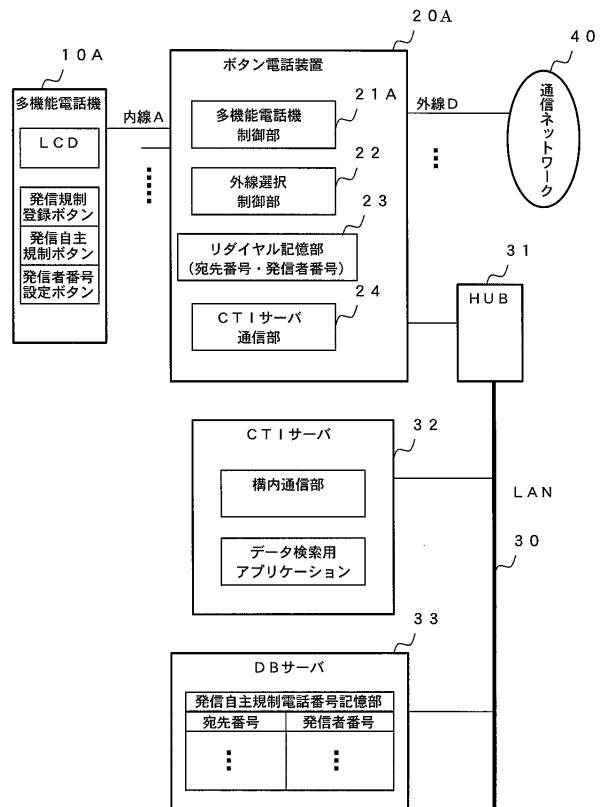 20A
40
10A
ボタン電話装置
多機能電話機
LCD
内線A
21A
外線D
通信ネットワーク
多機能電話機
制御部
22
発信規制
登録ボタン
外線選択
制御部
発信自主
規制ボタン
23
発信者番号
設定ボタン
リダイヤル記憶部
(宛先番号・発信者番号)
31
HUB
24
CTIサーバ
通信部
CTIサーバ
32
構内通信部
LAN
30
データ検索用
アプリケーション
33
DBサーバ
発信自主規制電話番号記憶部
宛先番号 発信者番号